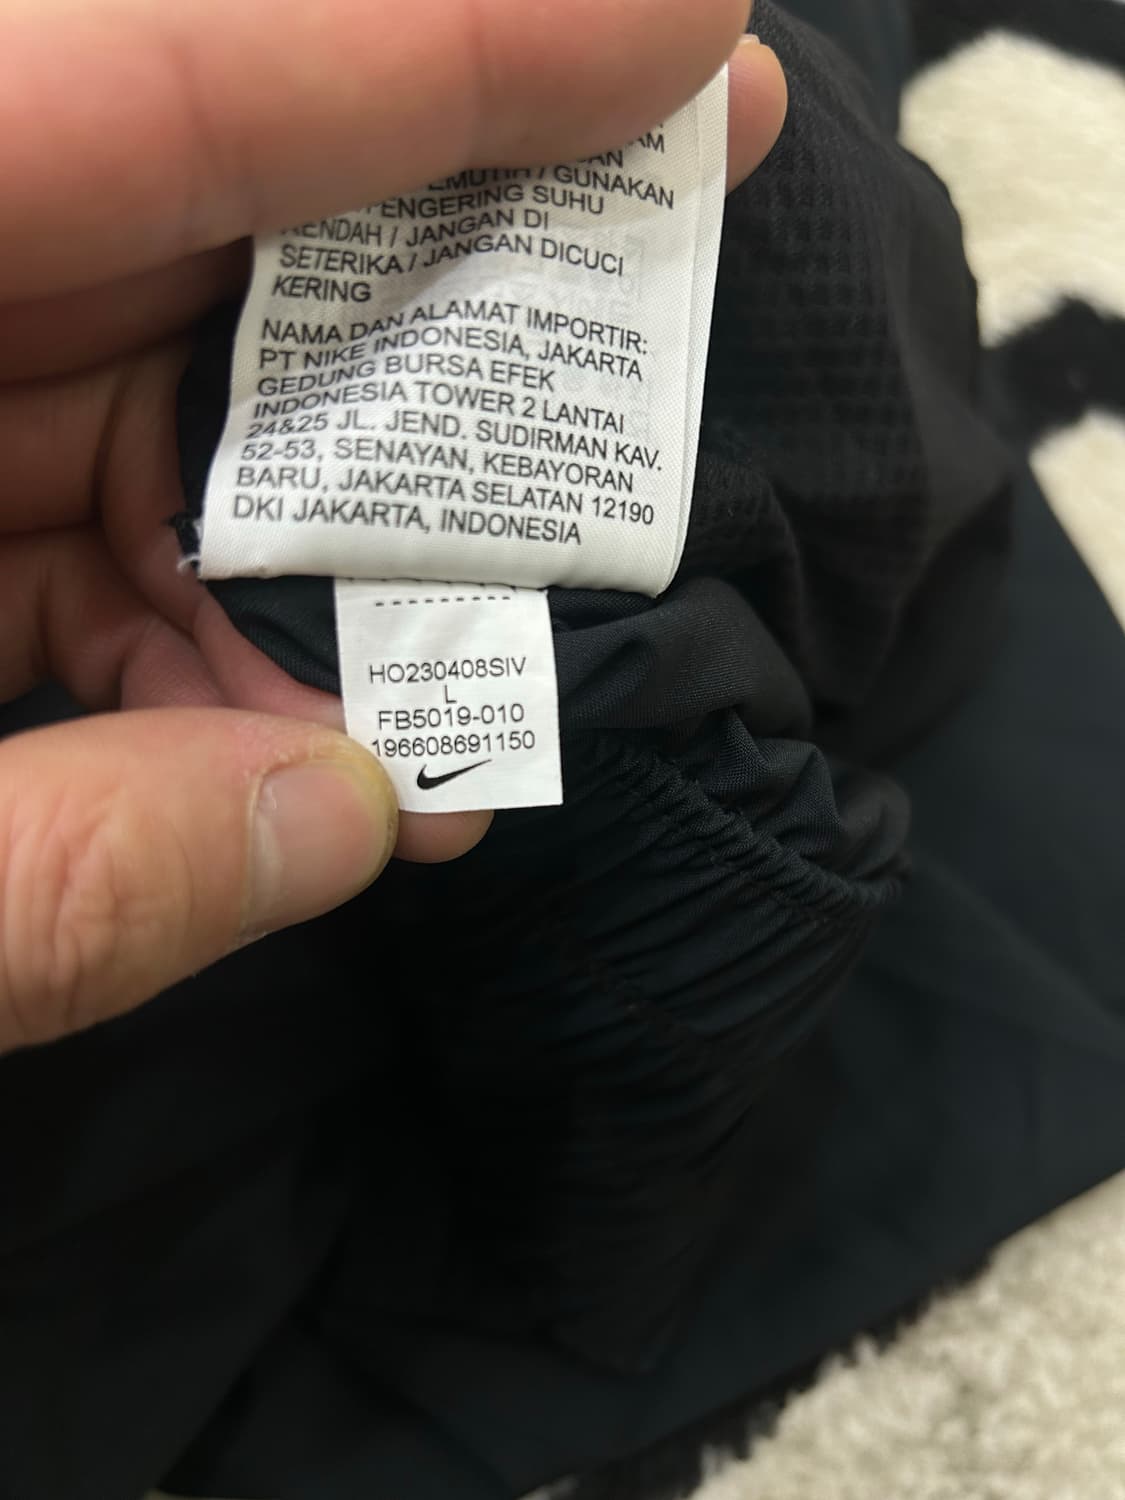 GUNAKAN
PENGERING SUHU
RENDAH / JANGAN DI
SETERIKA / JANGAN DICUCI
KERING
NAMA DAN ALAMAT IMPORTIR:
PT NIKE INDONESIA, JAKARTA
GEDUNG BURSA EFEK
INDONESIA TOWER 2 LANTAI
24&25 JL. JEND. SUDIRMAN KAV.
52-53, SENAYAN, KEBAYORAN
BARU, JAKARTA SELATAN 12190
DKI JAKARTA, INDONESIA
HO230408SIV
L
FB5019-010
196608691150